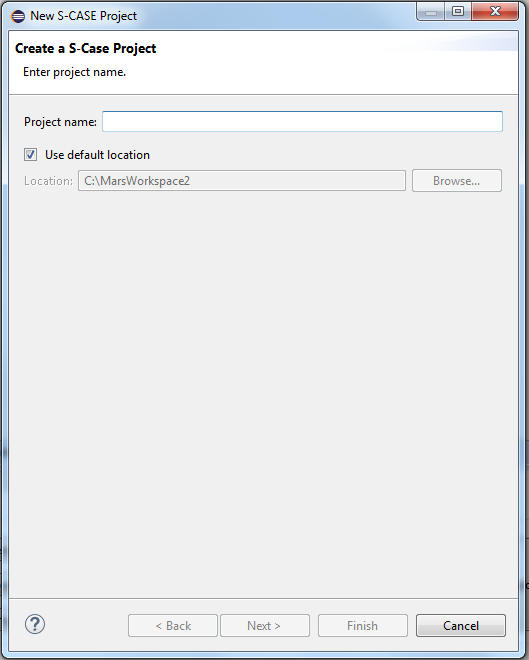 New S-CASE Project
Create a S-Case Project
Enter project name.
Project name:
Use default location
Location: C:\MarsWorkspace2 Browse...
? < Back Next > Finish Cancel